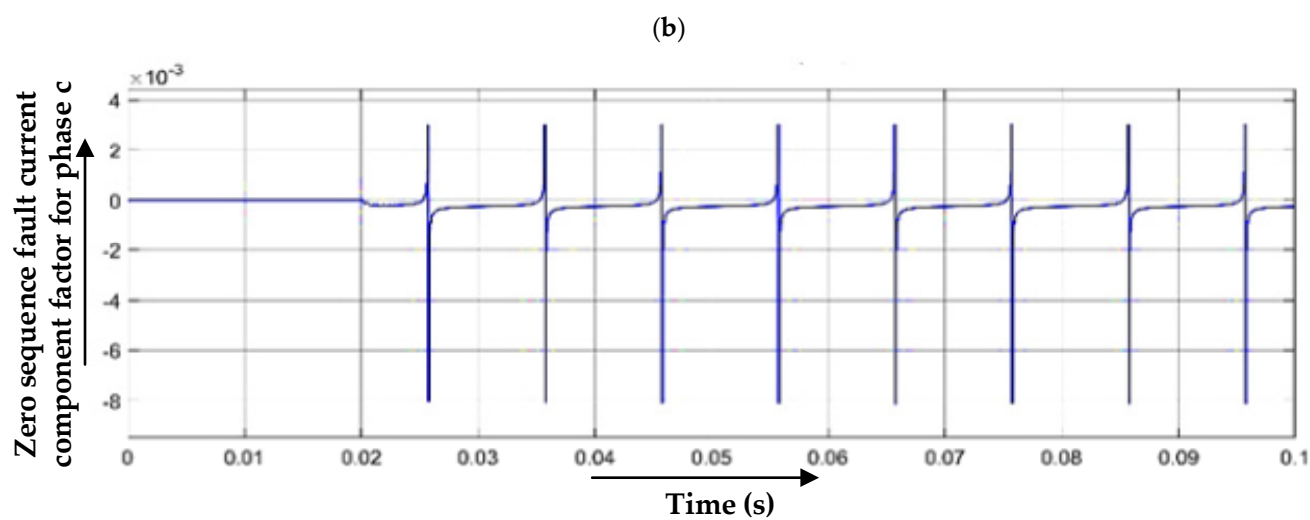 (b)
Zero sequence fault current
component factor for phase c
×10-3
4
2
0
-2
-4
-6
-8
0 0.01 0.02 0.03 0.04 0.05 0.06 0.07 0.08 0.09 0.1
Time (s)